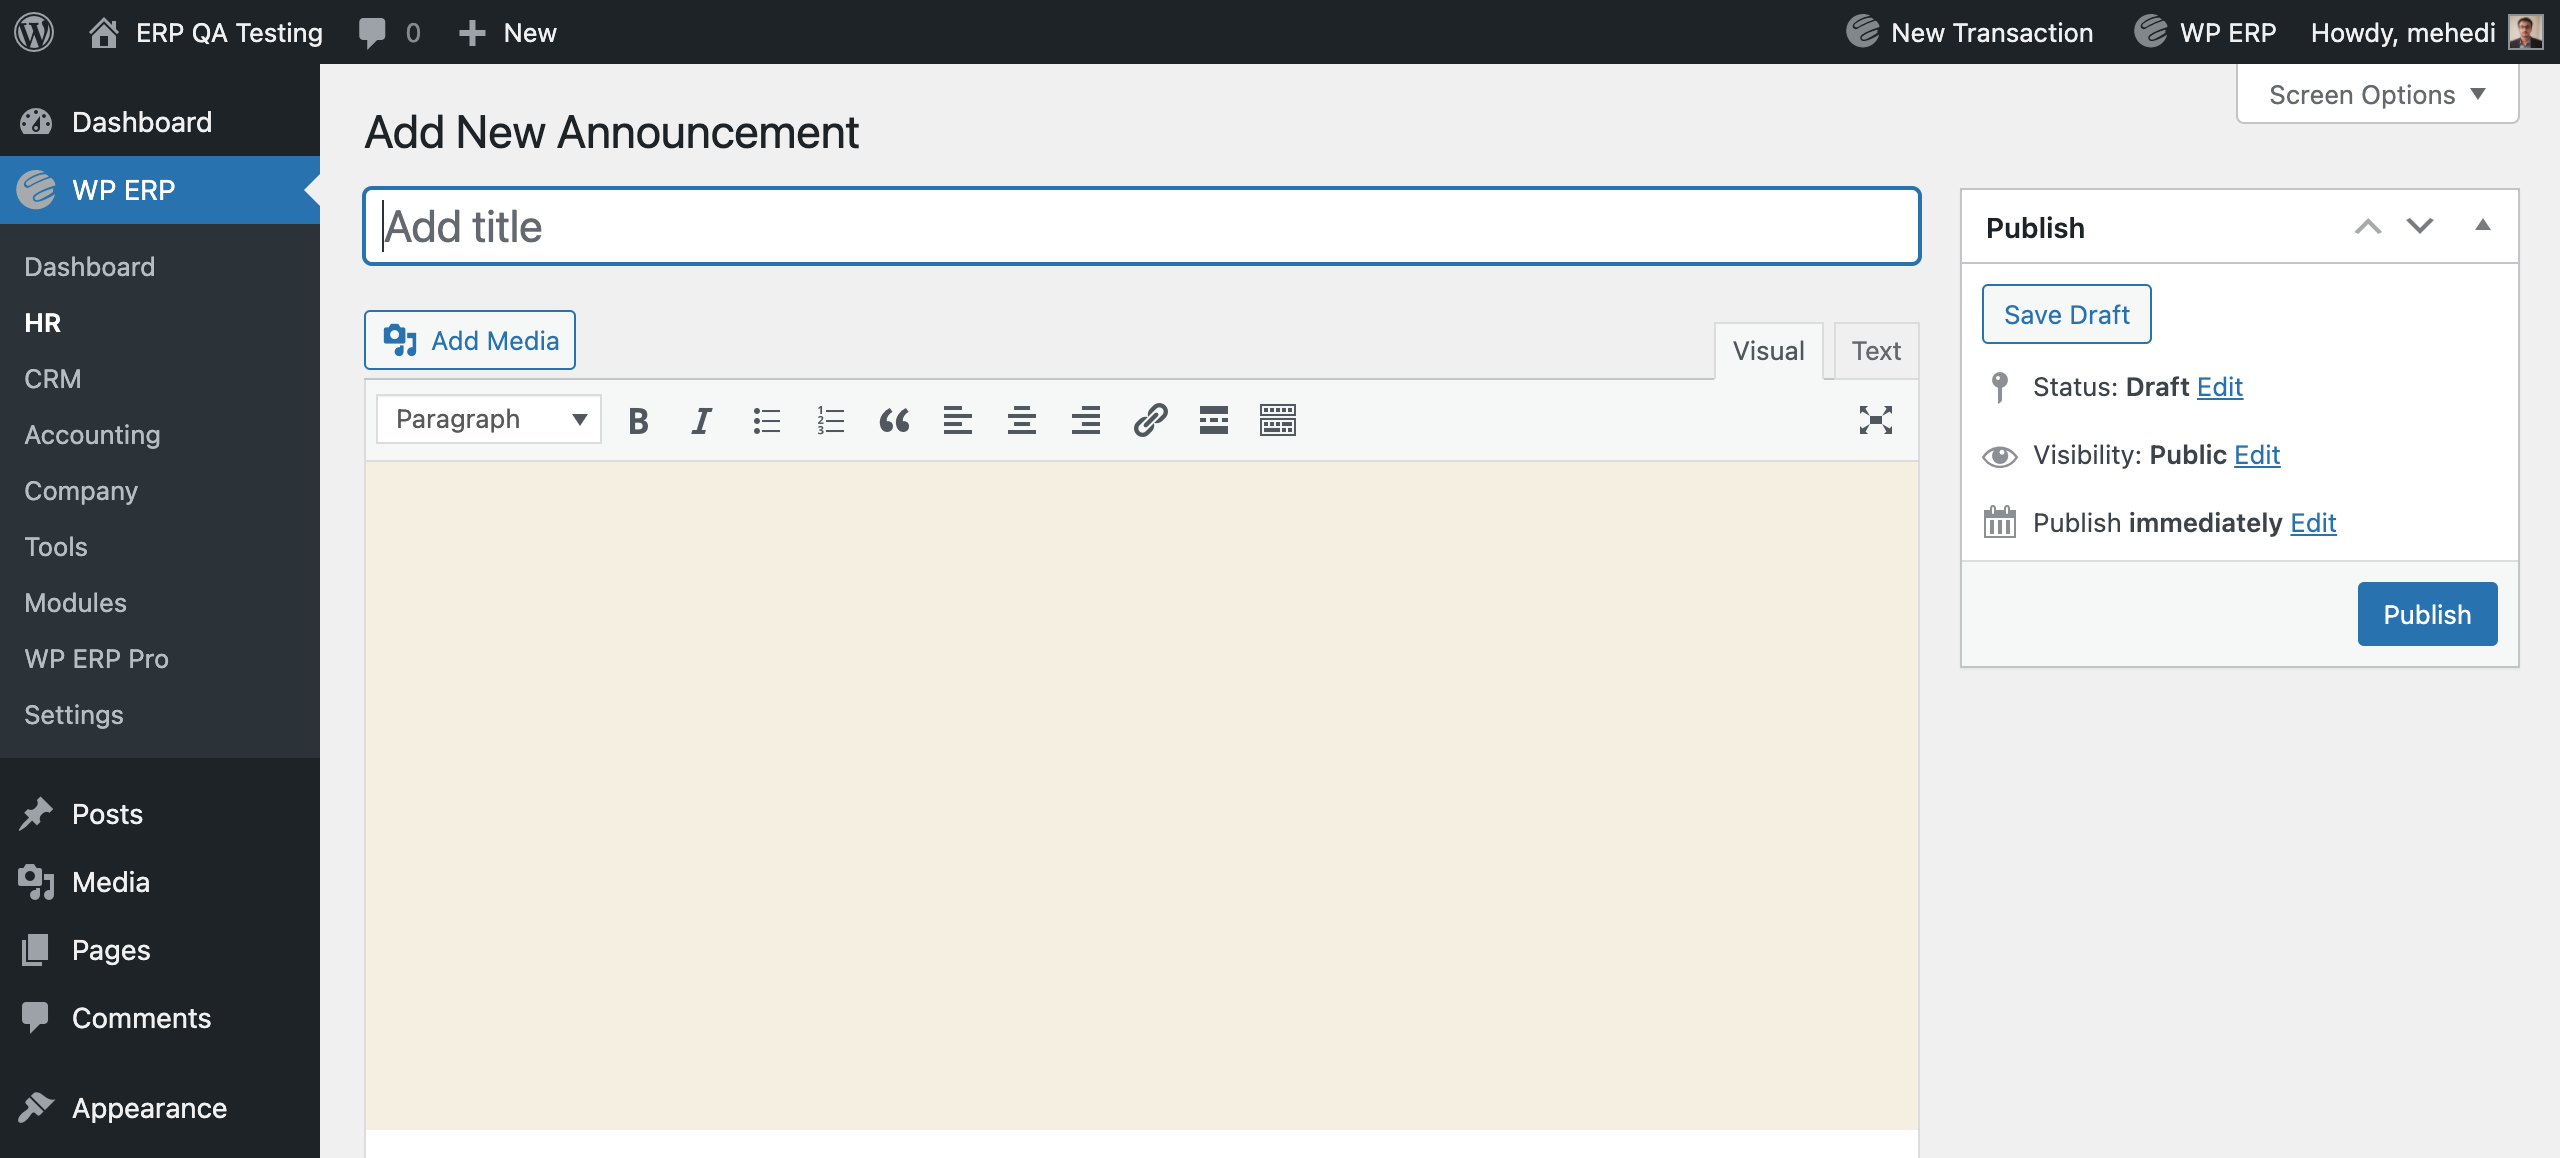 ERP QA Testing 0 New New Transaction WP ERP Howdy, mehedi
Screen Options
Dashboard
WP ERP
Dashboard
HR
CRM
Accounting
Company
Tools
Modules
WP ERP Pro
Settings
Posts
Media
Pages
Comments
Appearance
Add New Announcement
Add title
Add Media
Visual Text
Paragraph B I
Publish
Save Draft
Status: Draft Edit
Visibility: Public Edit
Publish immediately Edit
Publish